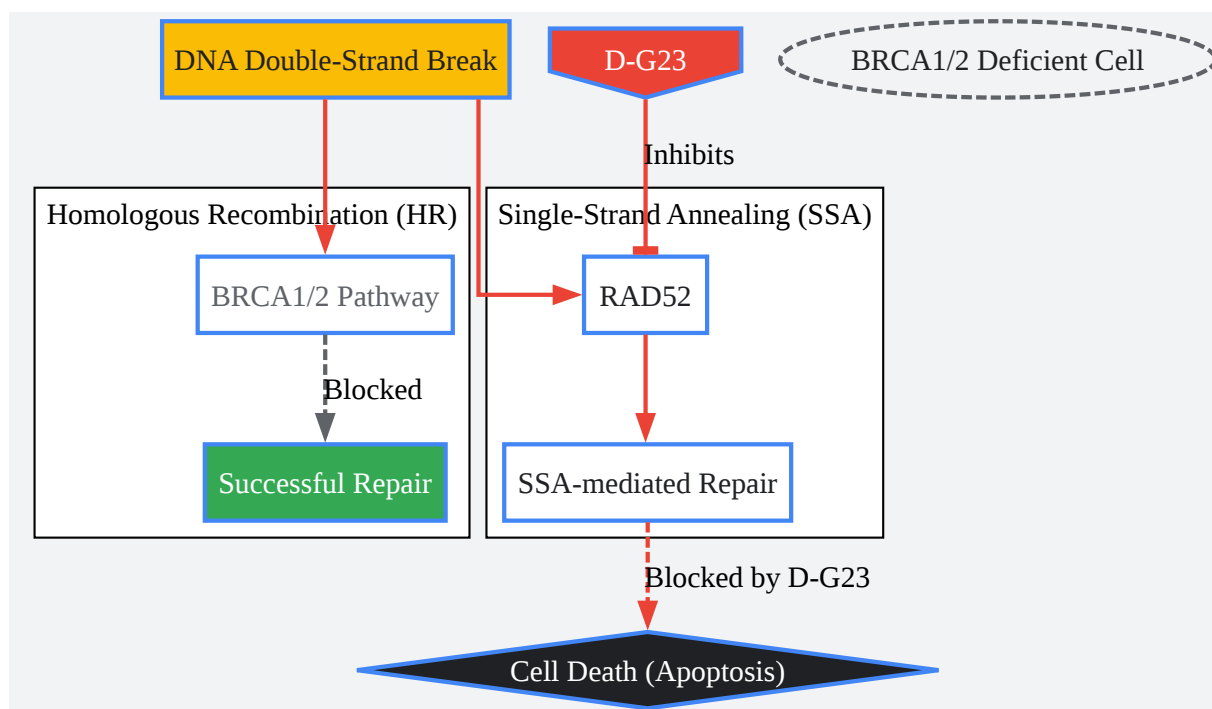 DNA Double-Strand Break
D-G23
BRCA1/2 Deficient Cell
Inhibits
Homologous Recombination (HR)
Single-Strand Annealing (SSA)
BRCA1/2 Pathway
RAD52
Blocked
Successful Repair
SSA-mediated Repair
Blocked by D-G23
Cell Death (Apoptosis)